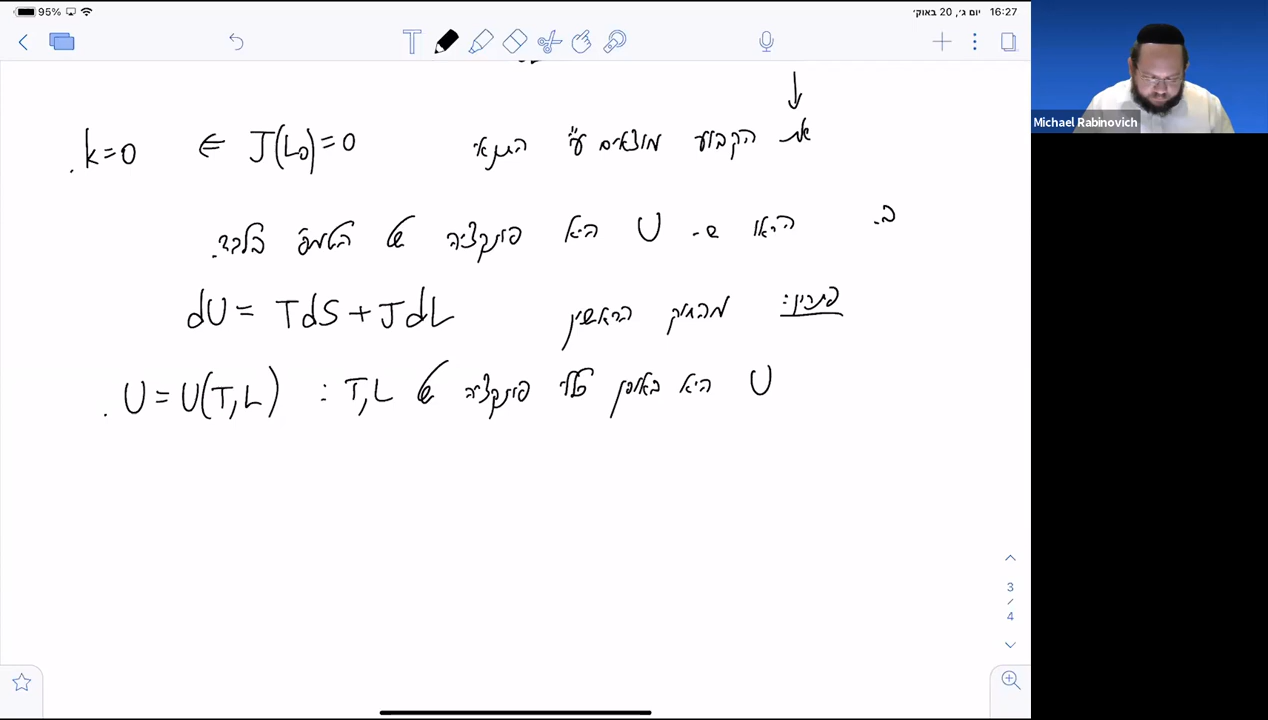 95% 16:27 יום ג׳, 20 באוק׳
Michael Rabinovich
את הקבוע מוצאים ע״י התנאי J(L₀)=0 ⇐ k=0.
ב. הראו ש- U היא פונקציה של הטמפ׳ בלבד.
פתרון: מהחוק הראשון dU = TdS + JdL
U היא באופן כללי פונקציה של T,L : U = U(T,L).
3
/
4